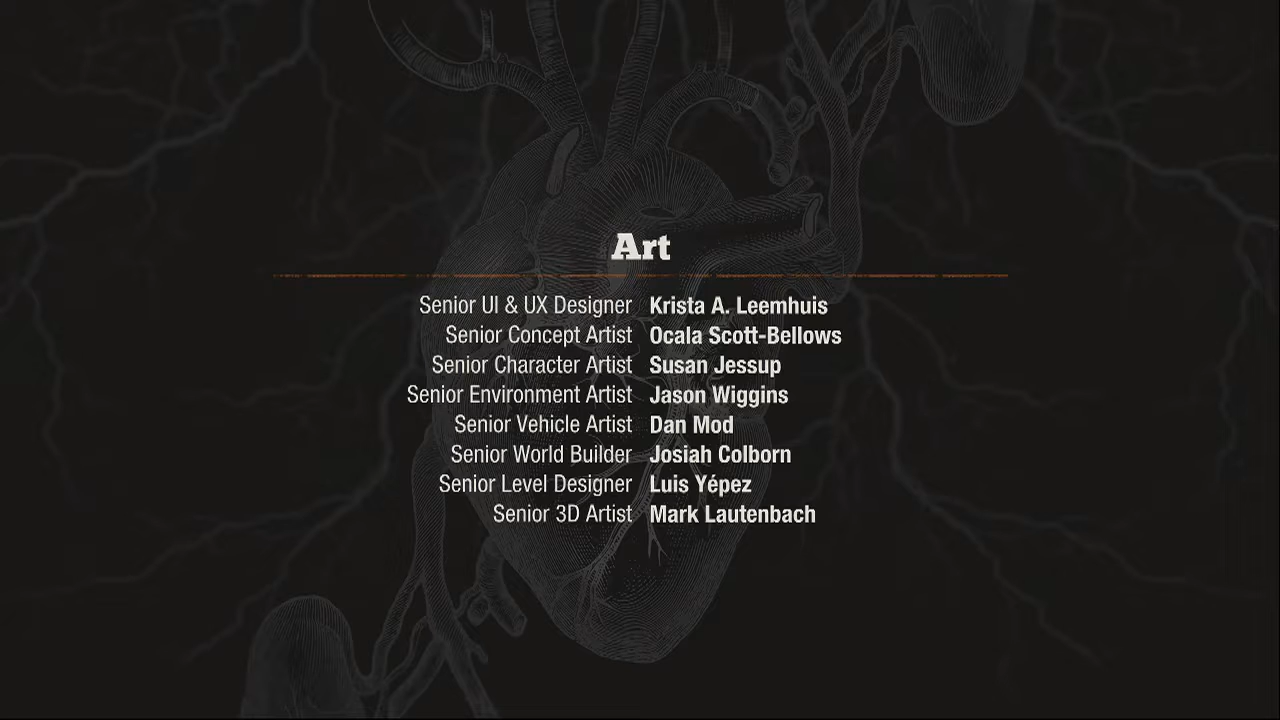 Art
Senior UI & UX Designer Krista A. Leemhuis
Senior Concept Artist Ocala Scott-Bellows
Senior Character Artist Susan Jessup
Senior Environment Artist Jason Wiggins
Senior Vehicle Artist Dan Mod
Senior World Builder Josiah Colborn
Senior Level Designer Luis Yépez
Senior 3D Artist Mark Lautenbach